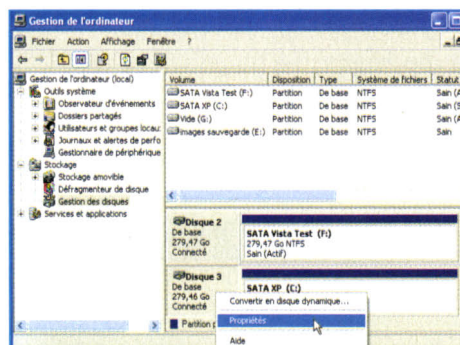 Gestion de l'ordinateur
Fichier Action Affichage Fenêtre ?
Gestion de l'ordinateur (local)
Outils système
Observateur d'événements
Dossiers partagés
Utilisateurs et groupes locau:
Journaux et alertes de perfo
Gestionnaire de périphérique
Stockage
Stockage amovible
Défragmenteur de disque
Gestion des disques
Services et applications
Volume Disposition Type Système de fichiers Statut
SATA Vista Test (F:) Partition De base NTFS Sain (A
SATA XP (C:) Partition De base NTFS Sain (S
Vide (G:) Partition De base NTFS Sain (A
images sauvegarde (E:) Partition De base NTFS Sain
Disque 2
De base
279,47 Go
Connecté
SATA Vista Test (F:)
279,47 Go NTFS
Sain (Actif)
Disque 3
De base
279,46 Go
Connecté
SATA XP (C:)
Convertir en disque dynamique...
Propriétés
Aide
Partition p